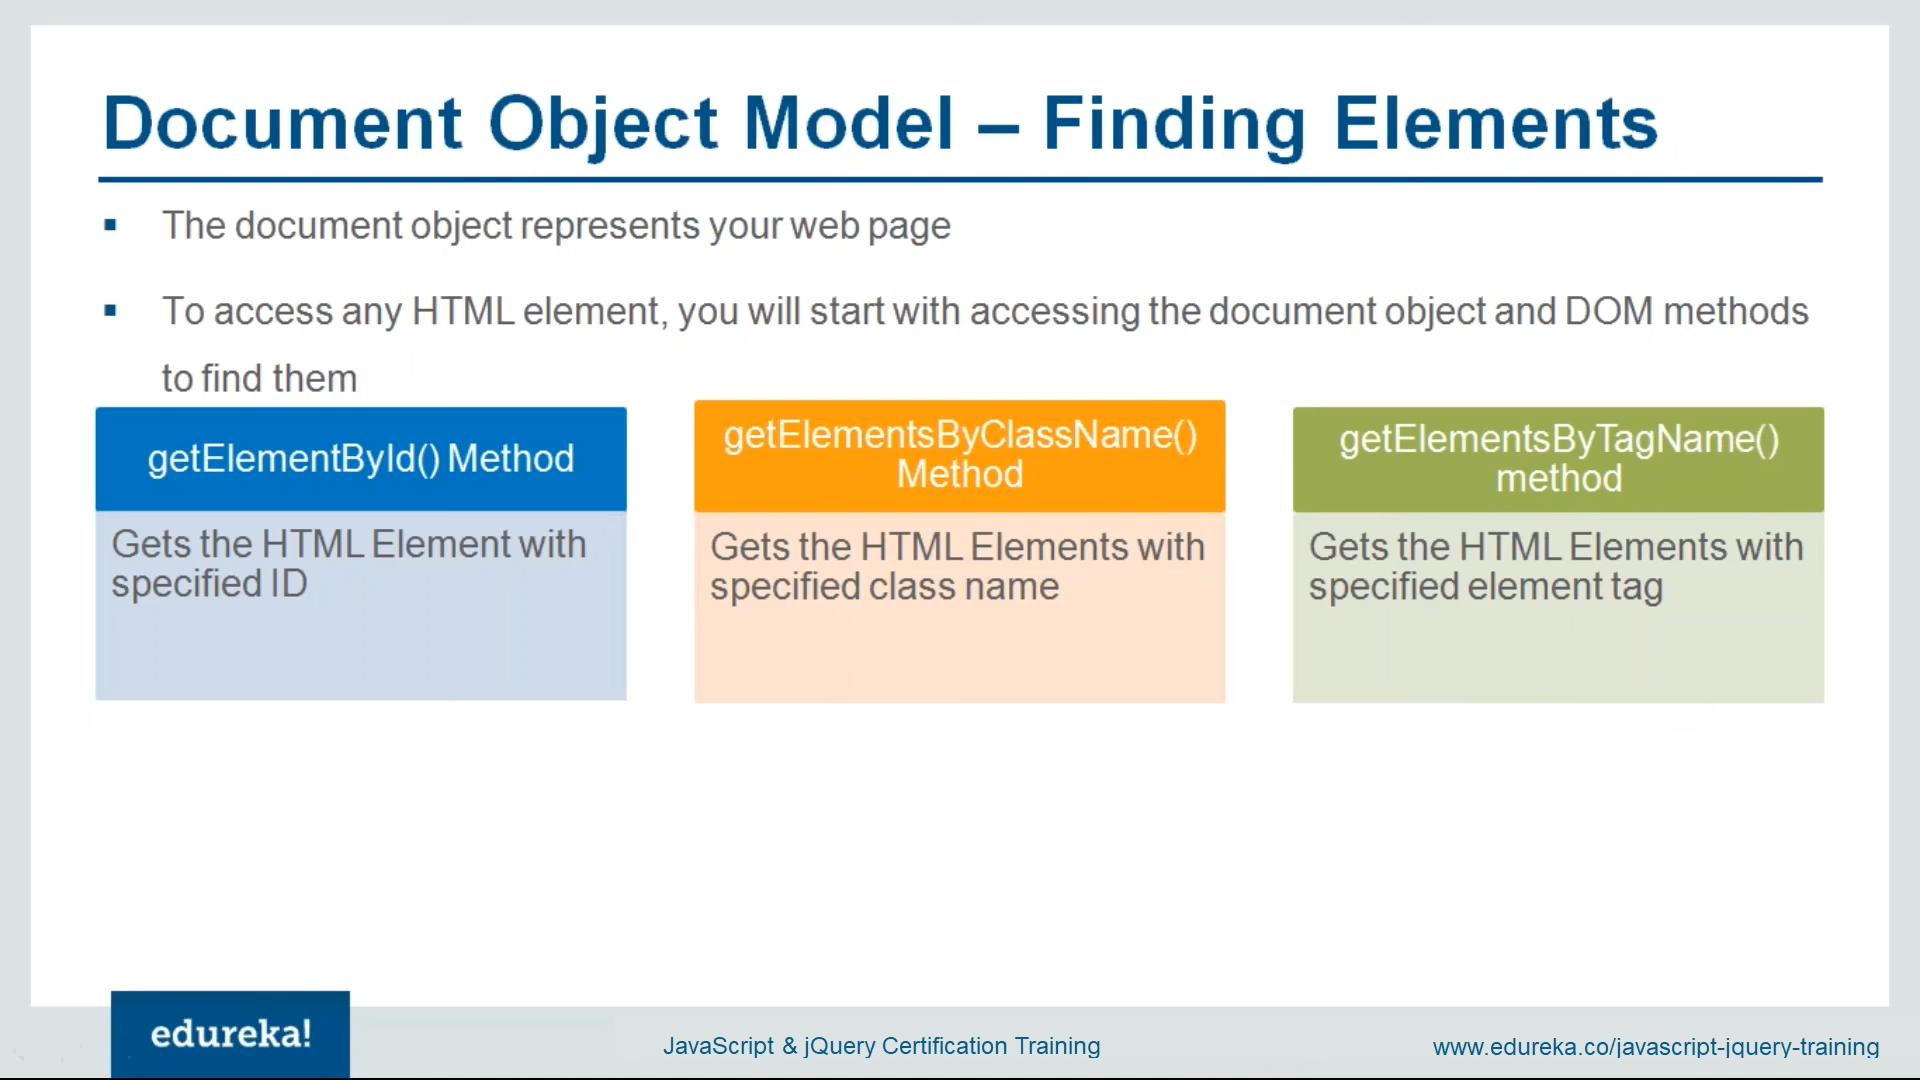 Document Object Model – Finding Elements
▪ The document object represents your web page
▪ To access any HTML element, you will start with accessing the document object and DOM methods
to find them
getElementById() Method
Gets the HTML Element with
specified ID
getElementsByClassName()
Method
Gets the HTML Elements with
specified class name
getElementsByTagName()
method
Gets the HTML Elements with
specified element tag
edureka!
JavaScript & jQuery Certification Training
www.edureka.co/javascript-jquery-training